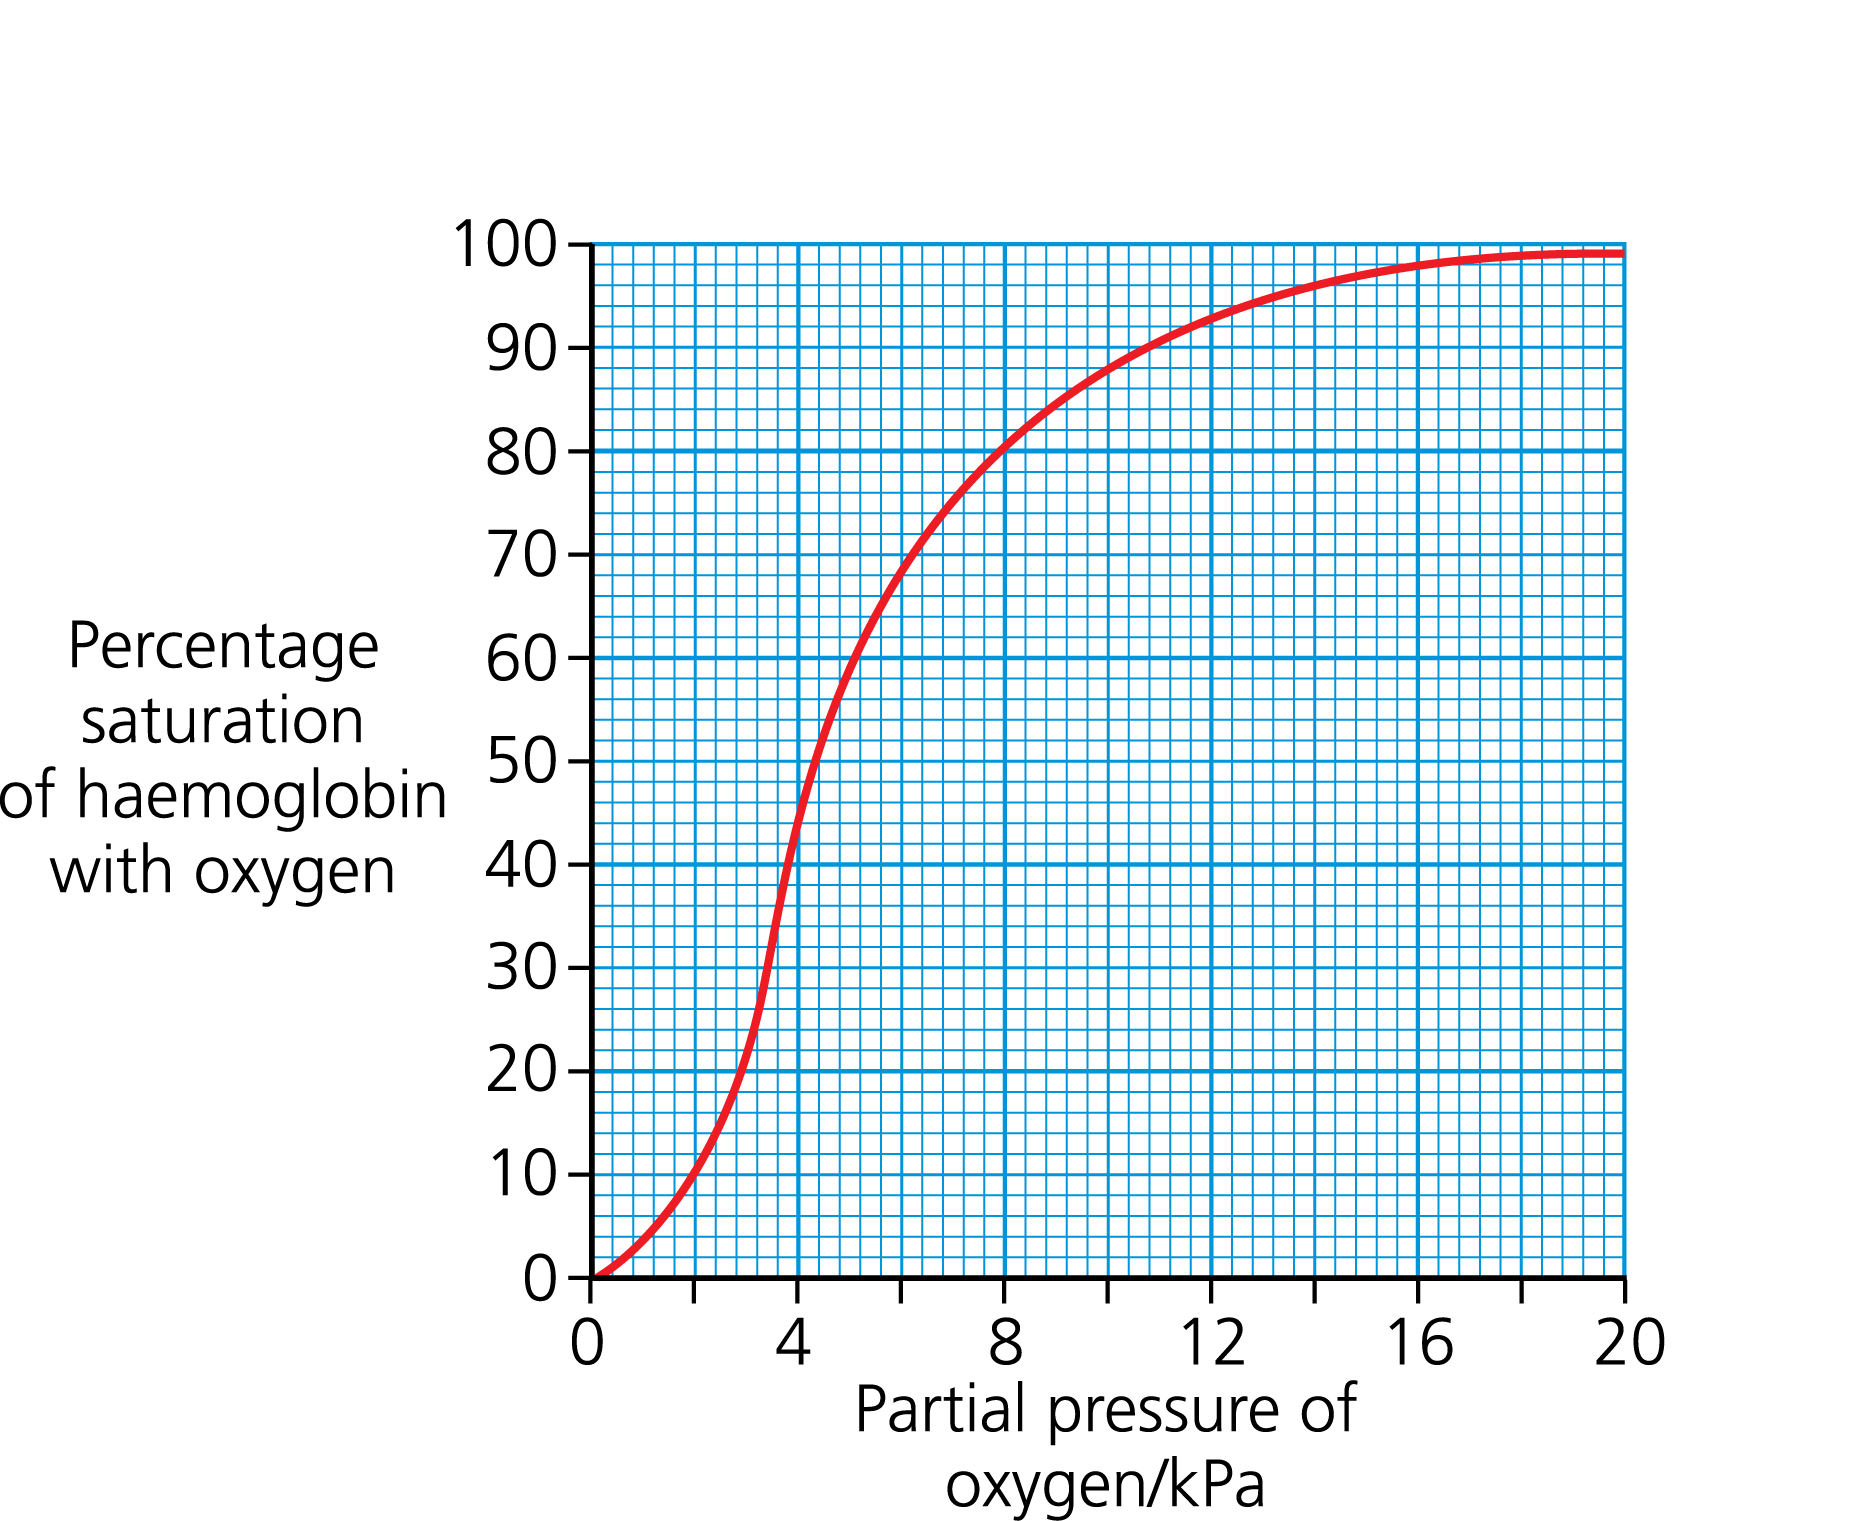 100
90
80
70
60
50
40
30
20
10
0
Percentage
saturation
of haemoglobin
with oxygen
0 4 8 12 16 20
Partial pressure of
oxygen/kPa